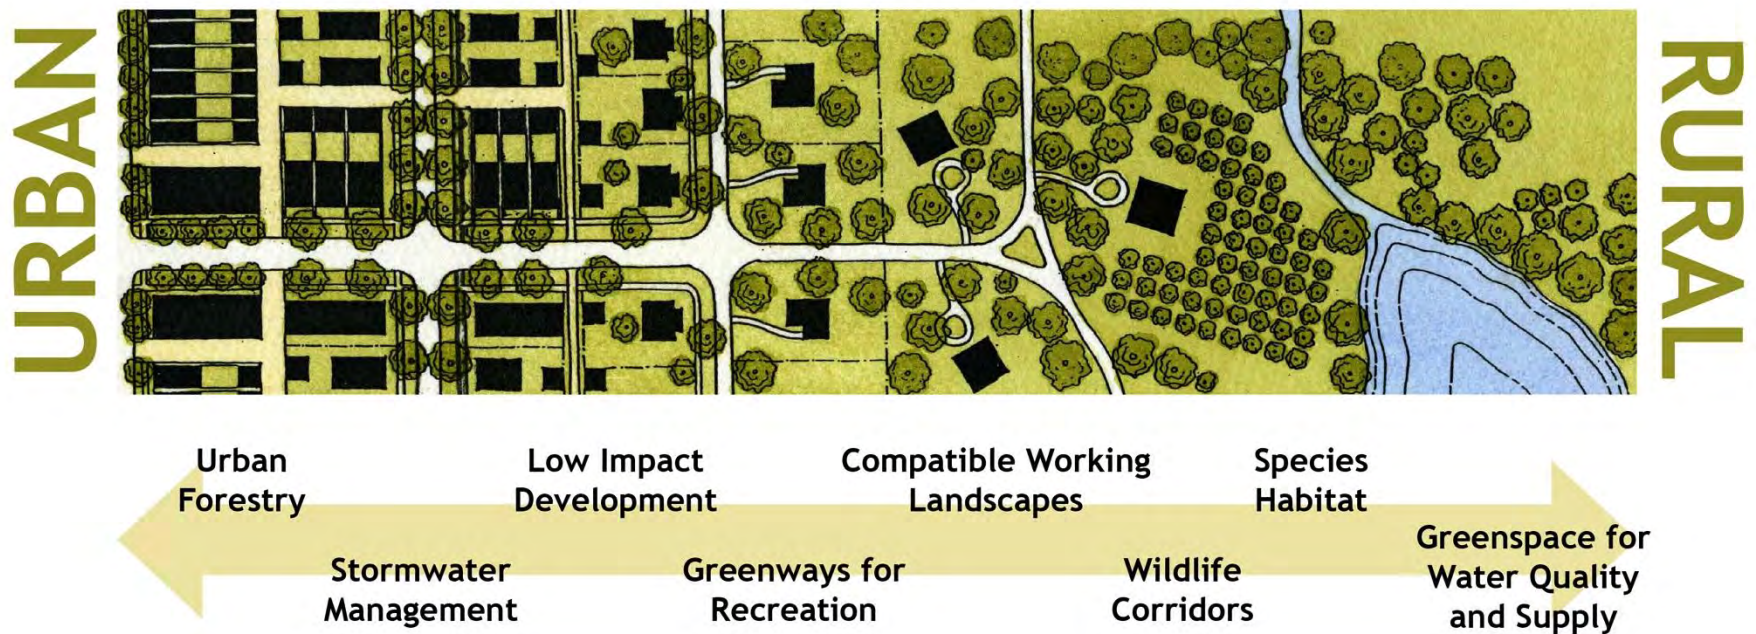 URBAN
RURAL
Urban
Forestry
Low Impact
Development
Compatible Working
Landscapes
Species
Habitat
Stormwater
Management
Greenways for
Recreation
Wildlife
Corridors
Greenspace for
Water Quality
and Supply